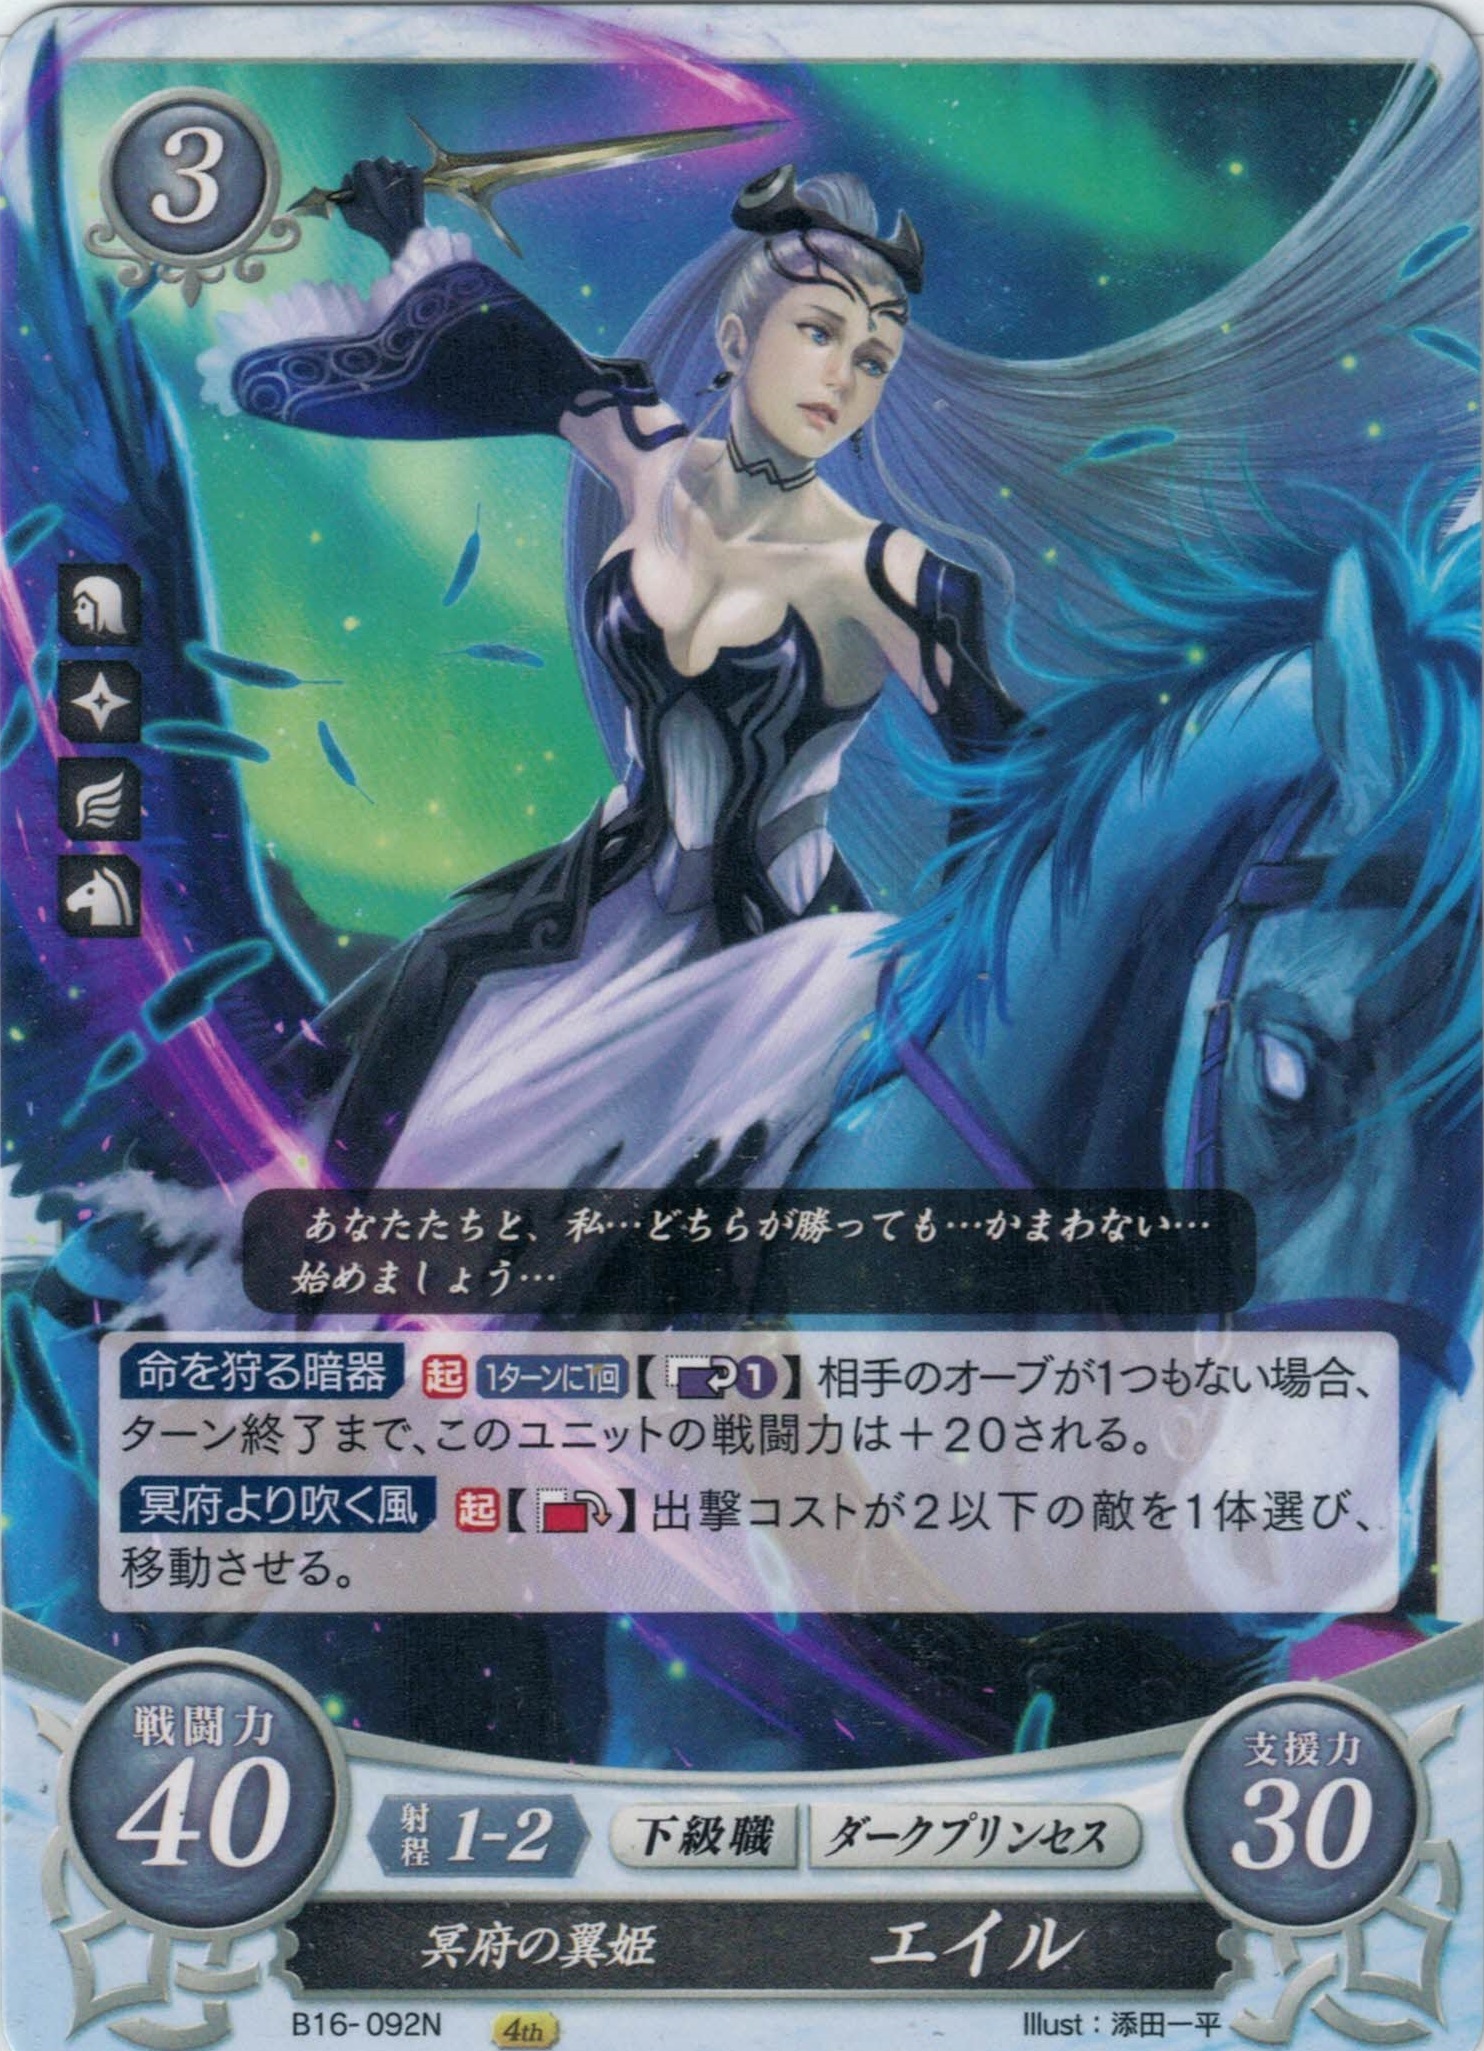 3
あなたたちと、私…どちらが勝っても…かまわない…
始めましょう…
命を狩る暗器 起 1ターンに1回【1】相手のオーブが1つもない場合、
ターン終了まで、このユニットの戦闘力は＋20される。
冥府より吹く風 起【】出撃コストが2以下の敵を1体選び、
移動させる。
戦闘力
40
射程 1-2
下級職
ダークプリンセス
支援力
30
冥府の翼姫 エイル
B16-092N 4th Illust：添田一平